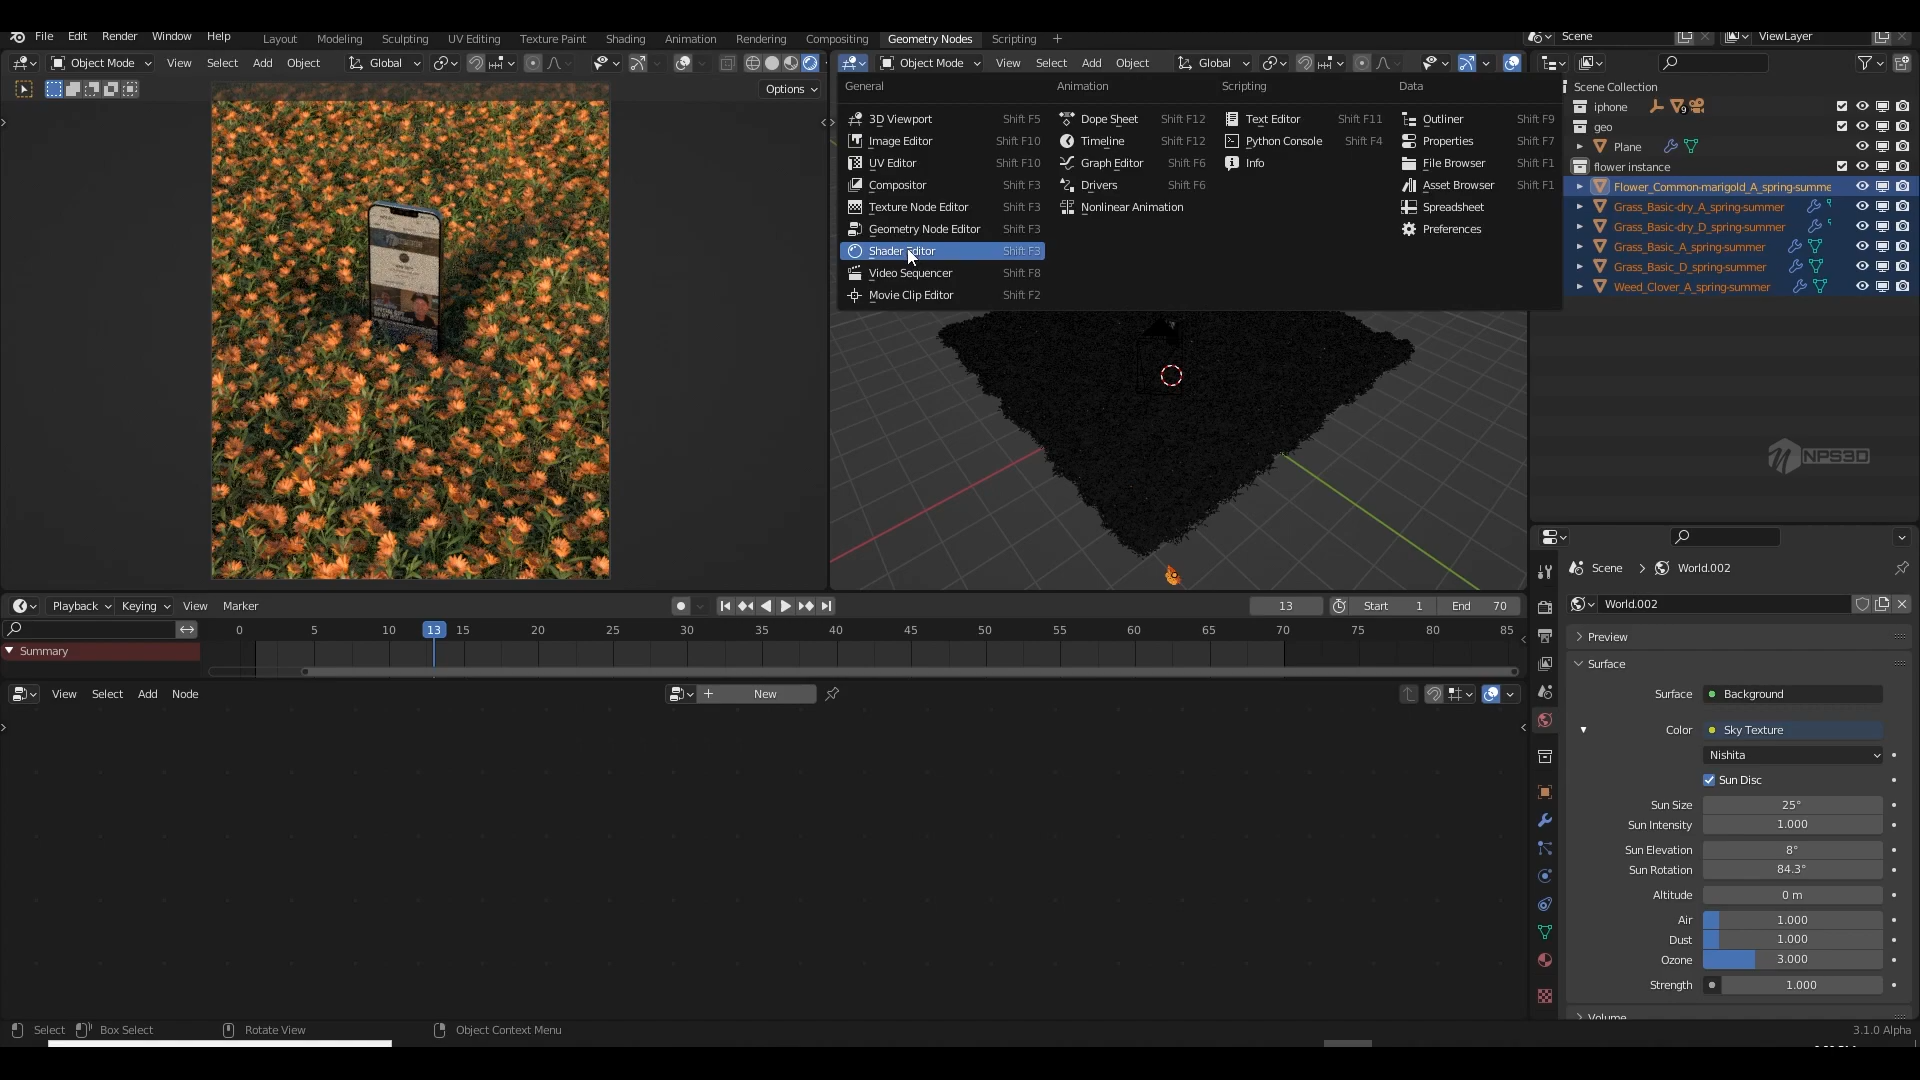 File Edit Render Window Help Layout Modeling Sculpting UV Editing Texture Paint Shading Animation Rendering Compositing Geometry Nodes Scripting + Scene ViewLayer
Object Mode View Select Add Object Global
Options
Object Mode View Select Add Object Global
General
3D Viewport Shift F5
Image Editor Shift F10
UV Editor Shift F10
Compositor Shift F3
Texture Node Editor Shift F3
Geometry Node Editor Shift F3
Shader Editor Shift F3
Video Sequencer Shift F8
Movie Clip Editor Shift F2
Animation
Dope Sheet Shift F12
Timeline Shift F12
Graph Editor Shift F6
Drivers Shift F6
Nonlinear Animation
Scripting
Text Editor Shift F11
Python Console Shift F4
Info
Data
Outliner Shift F9
Properties Shift F7
File Browser Shift F1
Asset Browser Shift F1
Spreadsheet
Preferences
Scene Collection
iphone 9
geo
Plane
flower instance
Flower_Common-marigold_A_spring-summe
Grass_Basic-dry_A_spring-summer
Grass_Basic-dry_D_spring-summer
Grass_Basic_A_spring-summer
Grass_Basic_D_spring-summer
Weed_Clover_A_spring-summer
NPS3D
Playback Keying View Marker 13 Start 1 End 70
0 5 10 13 15 20 25 30 35 40 45 50 55 60 65 70 75 80 85
Summary
View Select Add Node + New
Scene > World.002
World.002
Preview
Surface
Surface Background
Color Sky Texture
Nishita
Sun Disc
Sun Size 25°
Sun Intensity 1.000
Sun Elevation 8°
Sun Rotation 84.3°
Altitude 0 m
Air 1.000
Dust 1.000
Ozone 3.000
Strength 1.000
Volume
Select Box Select Rotate View Object Context Menu 3.1.0 Alpha